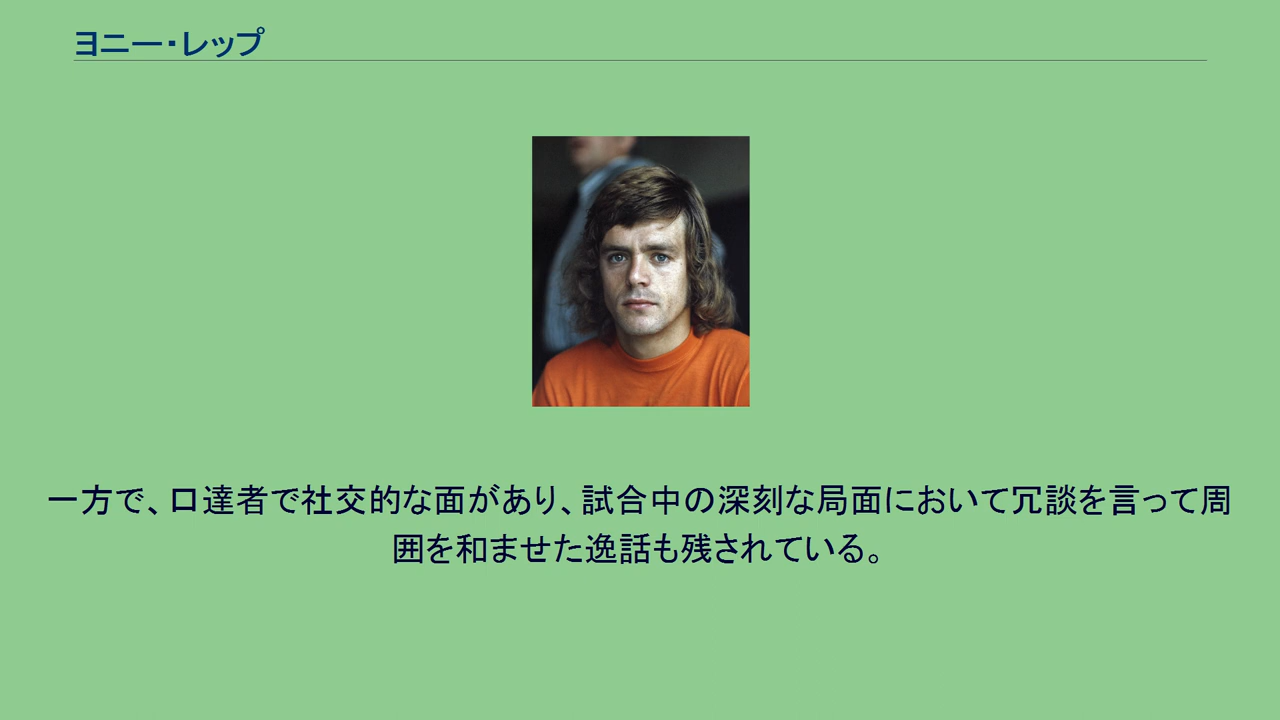 ヨニー・レップ
一方で、口達者で社交的な面があり、試合中の深刻な局面において冗談を言って周
囲を和ませた逸話も残されている。